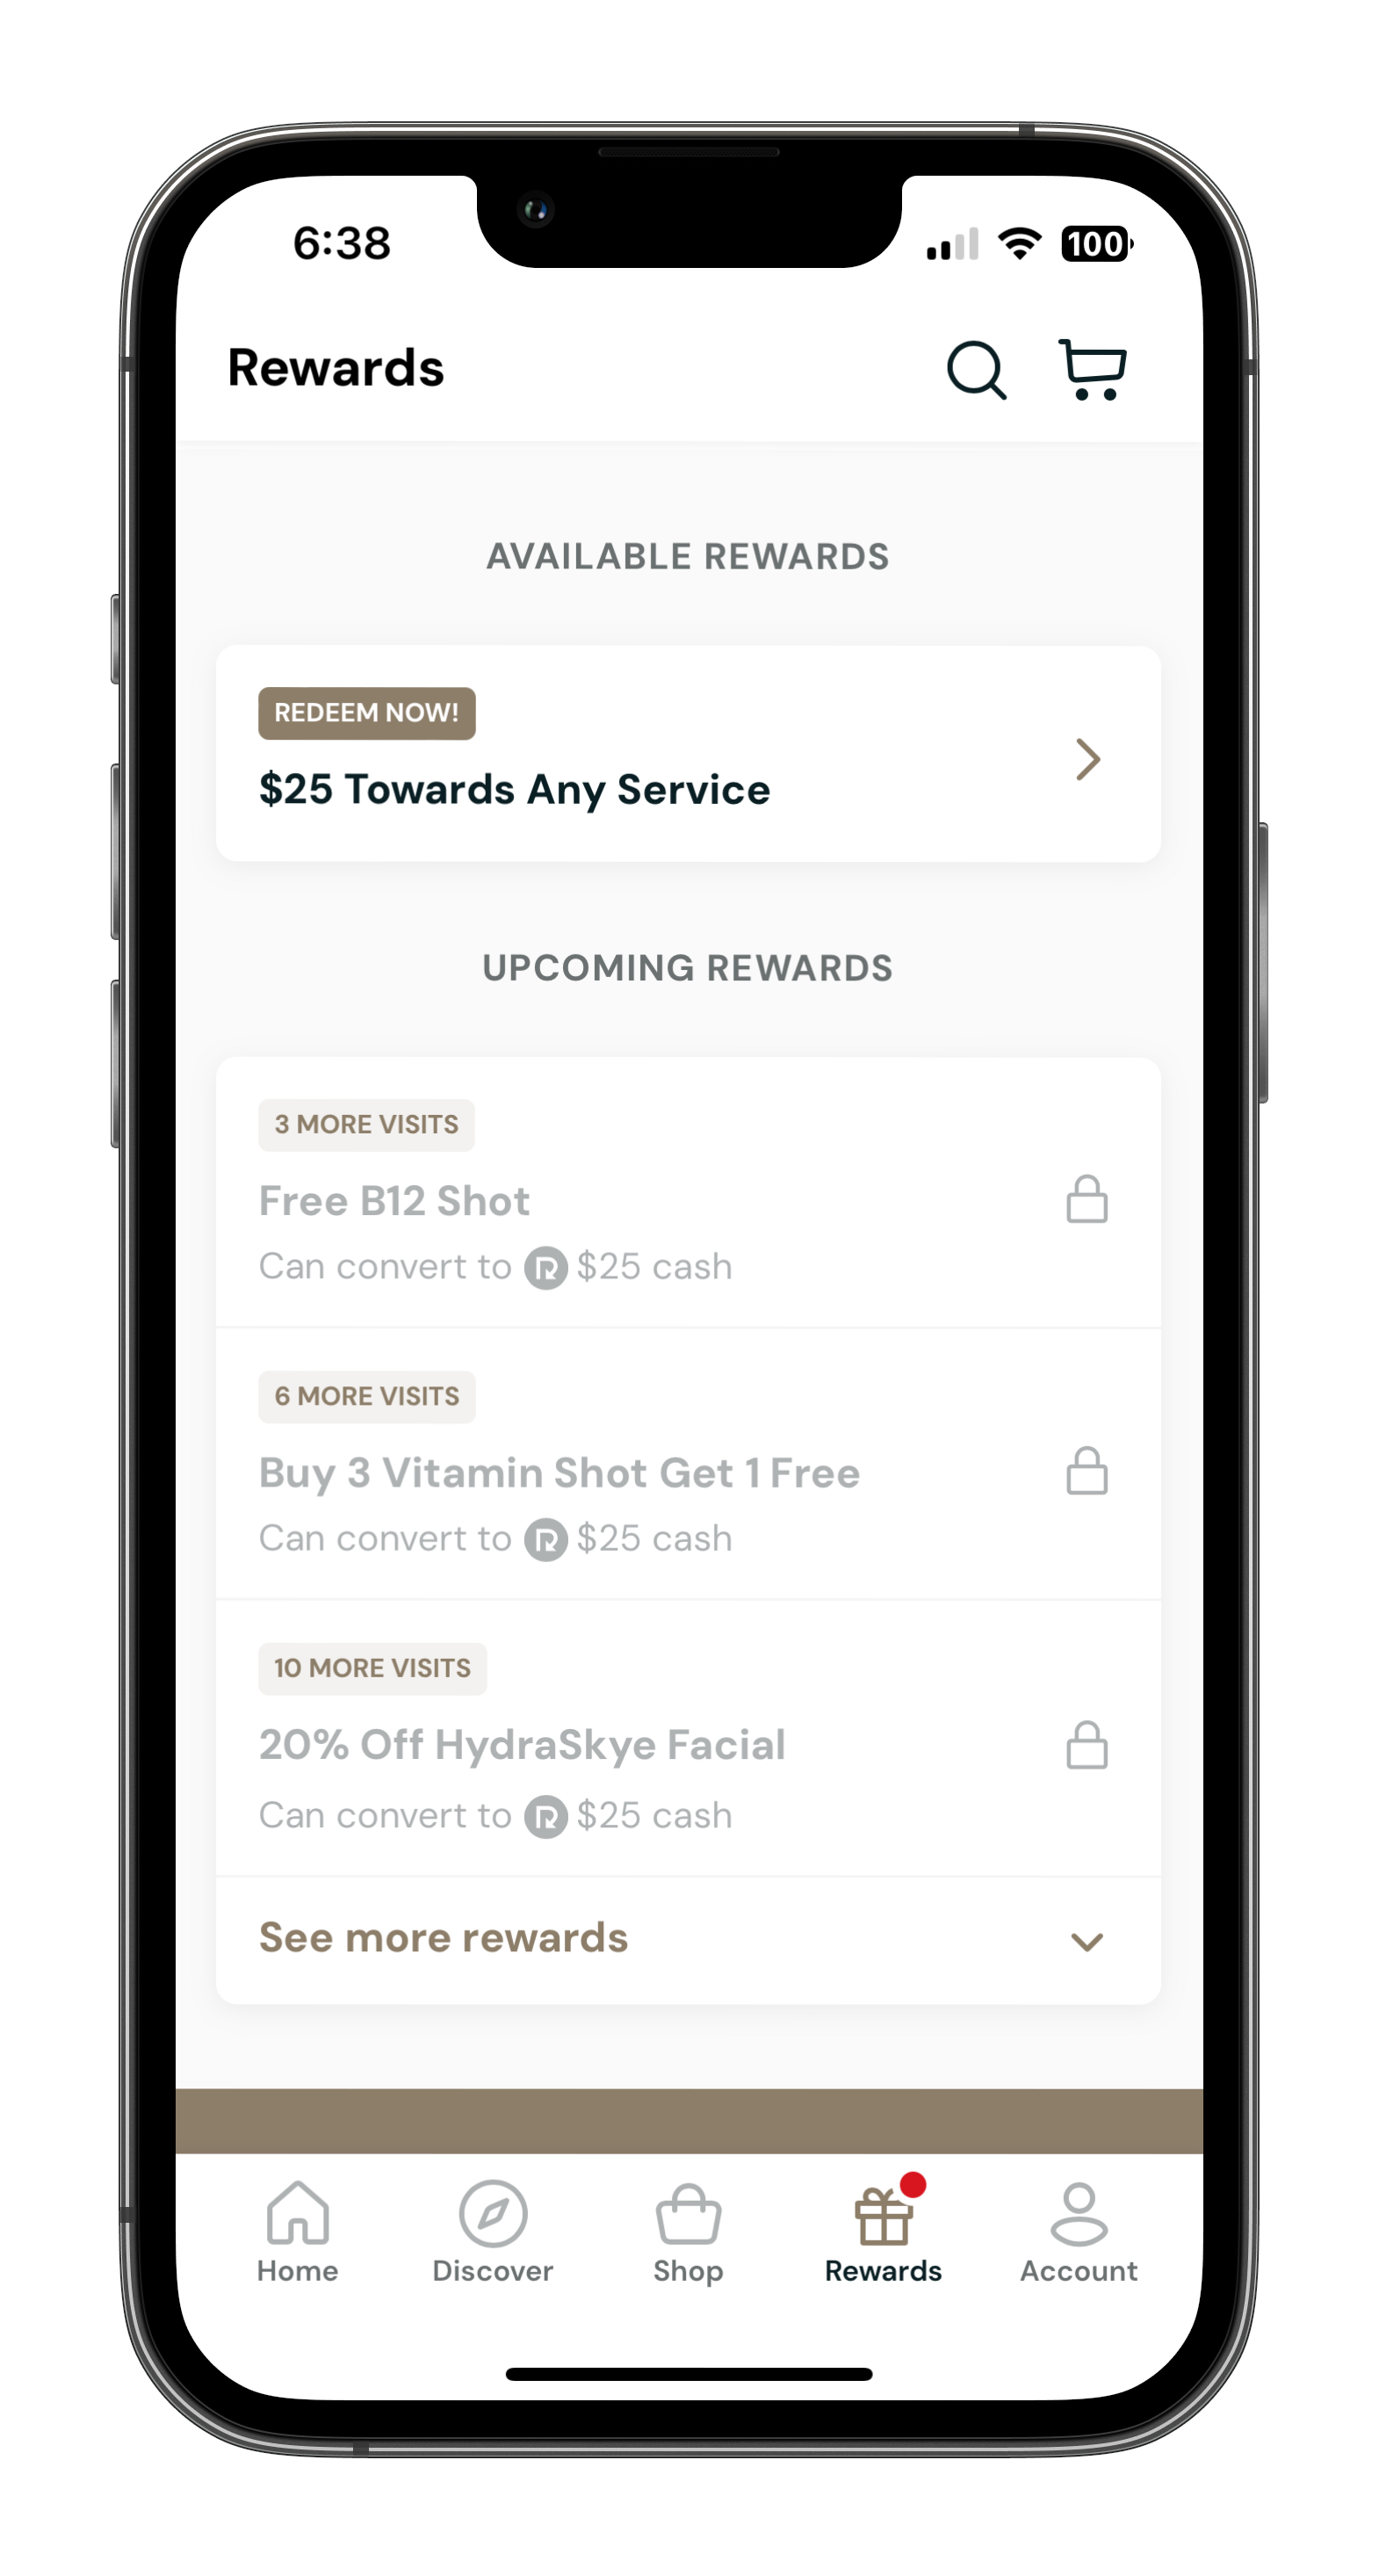 6:38
100
Rewards
AVAILABLE REWARDS
REDEEM NOW!
$25 Towards Any Service
UPCOMING REWARDS
3 MORE VISITS
Free B12 Shot
Can convert to R $25 cash
6 MORE VISITS
Buy 3 Vitamin Shot Get 1 Free
Can convert to R $25 cash
10 MORE VISITS
20% Off HydraSkye Facial
Can convert to R $25 cash
See more rewards
Home Discover Shop Rewards Account